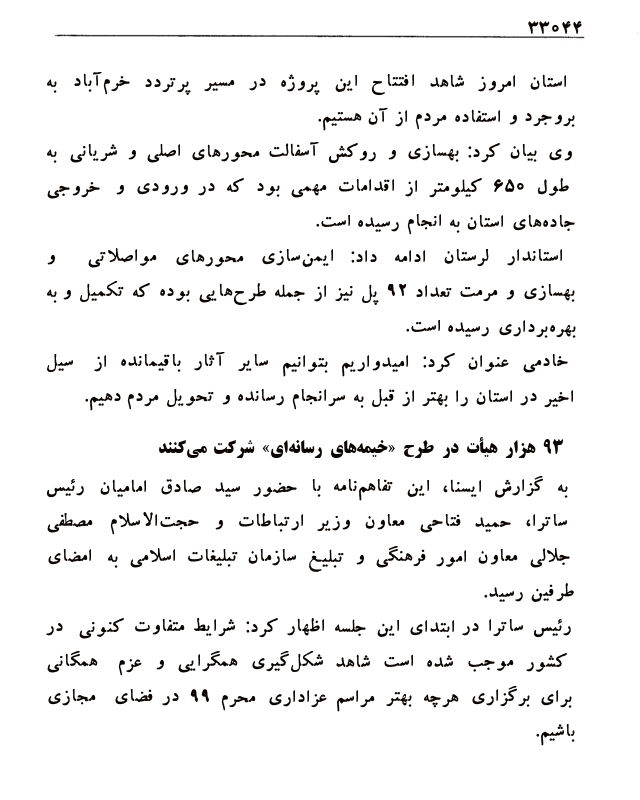 ۳۳۰۴۴
استان امروز شاهد افتتاح این پروژه در مسیر پرتردد خرم‌آباد به
بروجرد و استفاده مردم از آن هستیم.
وی بیان کرد: بهسازی و روکش آسفالت محورهای اصلی و شریانی به
طول ۶۵۰ کیلومتر از اقدامات مهمی بود که در ورودی و خروجی
جاده‌های استان به انجام رسیده است.
استاندار لرستان ادامه داد: ایمن‌سازی محورهای مواصلاتی و
بهسازی و مرمت تعداد ۹۲ پل نیز از جمله طرح‌هایی بوده که تکمیل و به
بهره‌برداری رسیده است.
خادمی عنوان کرد: امیدواریم بتوانیم سایر آثار باقیمانده از سیل
اخیر در استان را بهتر از قبل به سرانجام رسانده و تحویل مردم دهیم.
۹۳ هزار هیأت در طرح «خیمه‌های رسانه‌ای» شرکت می‌کنند
به گزارش ایسنا، این تفاهم‌نامه با حضور سید صادق امامیان رئیس
ساترا، حمید فتاحی معاون وزیر ارتباطات و حجت‌الاسلام مصطفی
جلالی معاون امور فرهنگی و تبلیغ سازمان تبلیغات اسلامی به امضای
طرفین رسید.
رئیس ساترا در ابتدای این جلسه اظهار کرد: شرایط متفاوت کنونی در
کشور موجب شده است شاهد شکل‌گیری همگرایی و عزم همگانی
برای برگزاری هرچه بهتر مراسم عزاداری محرم ۹۹ در فضای مجازی
باشیم.